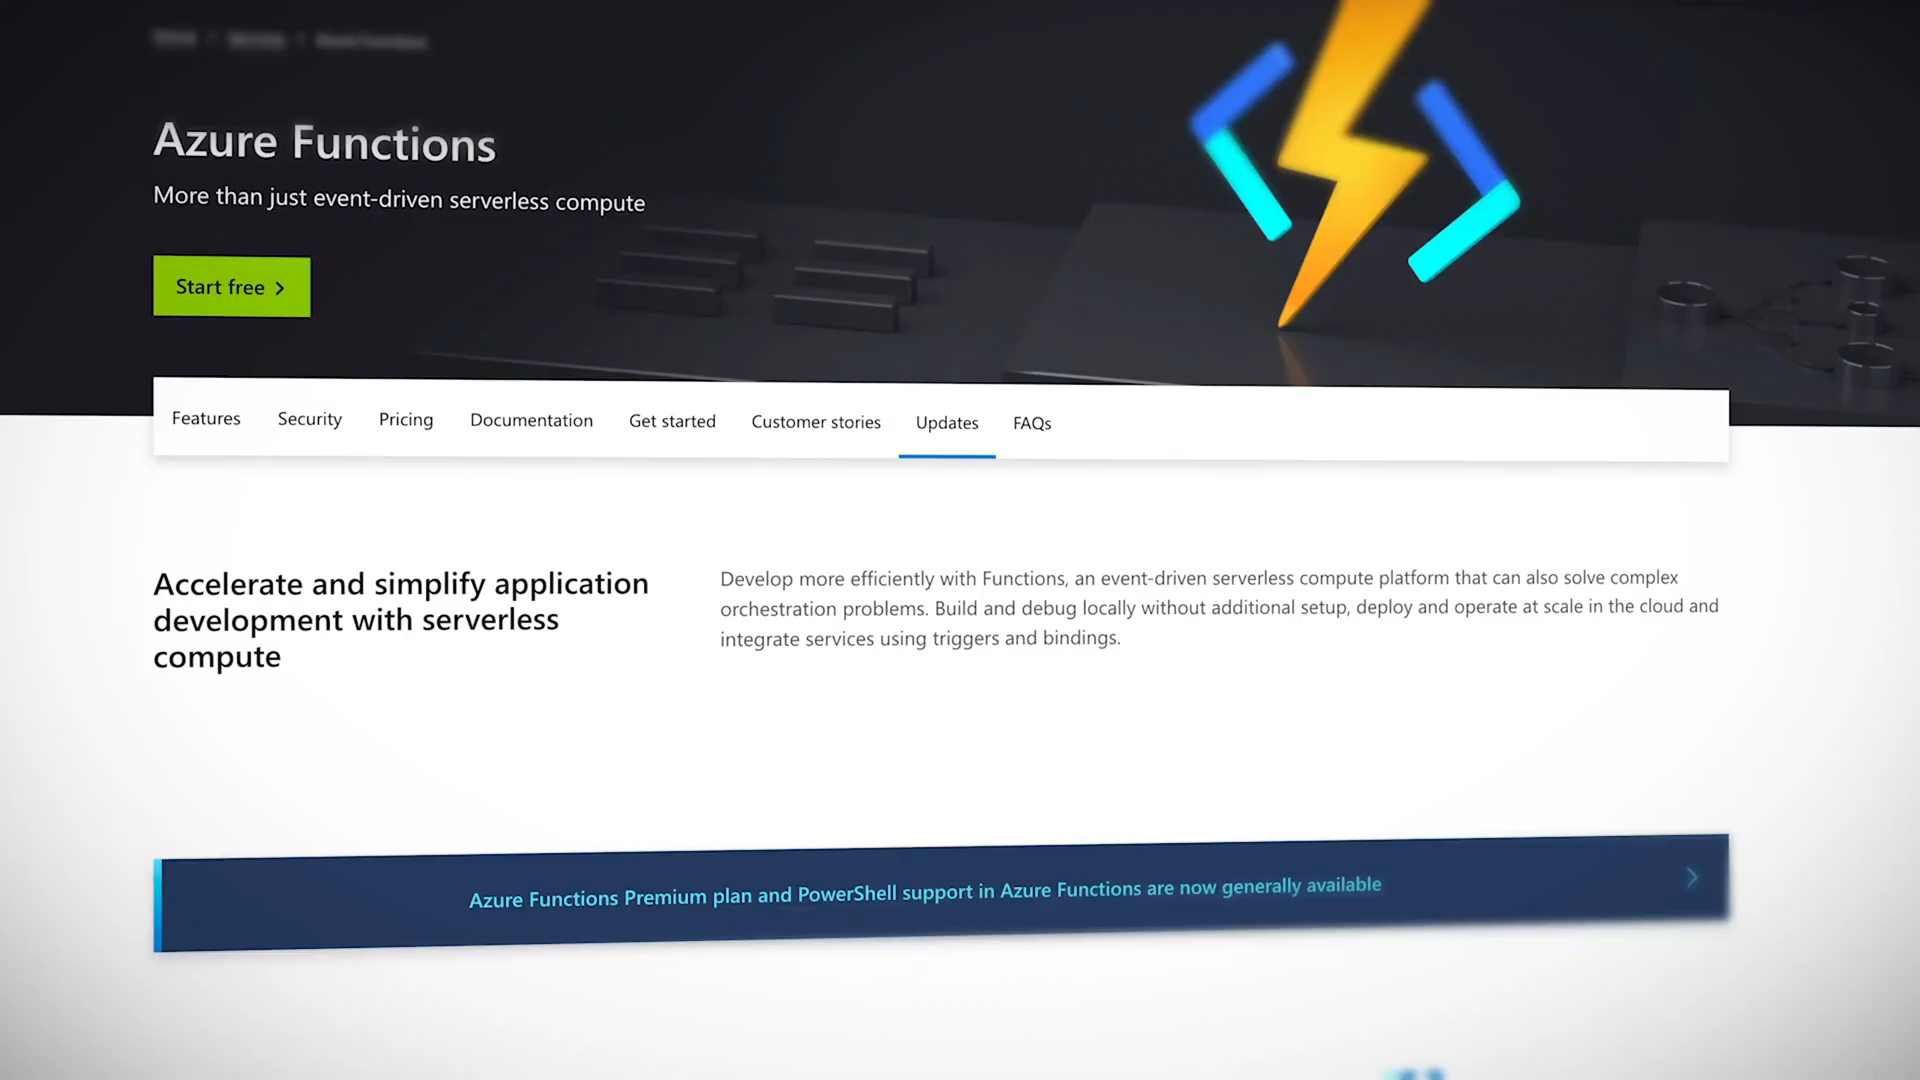 Azure Functions
More than just event-driven serverless compute
Start free
Features Security Pricing Documentation Get started Customer stories Updates FAQs
Accelerate and simplify application
development with serverless
compute
Develop more efficiently with Functions, an event-driven serverless compute platform that can also solve complex
orchestration problems. Build and debug locally without additional setup, deploy and operate at scale in the cloud and
integrate services using triggers and bindings.
Azure Functions Premium plan and PowerShell support in Azure Functions are now generally available